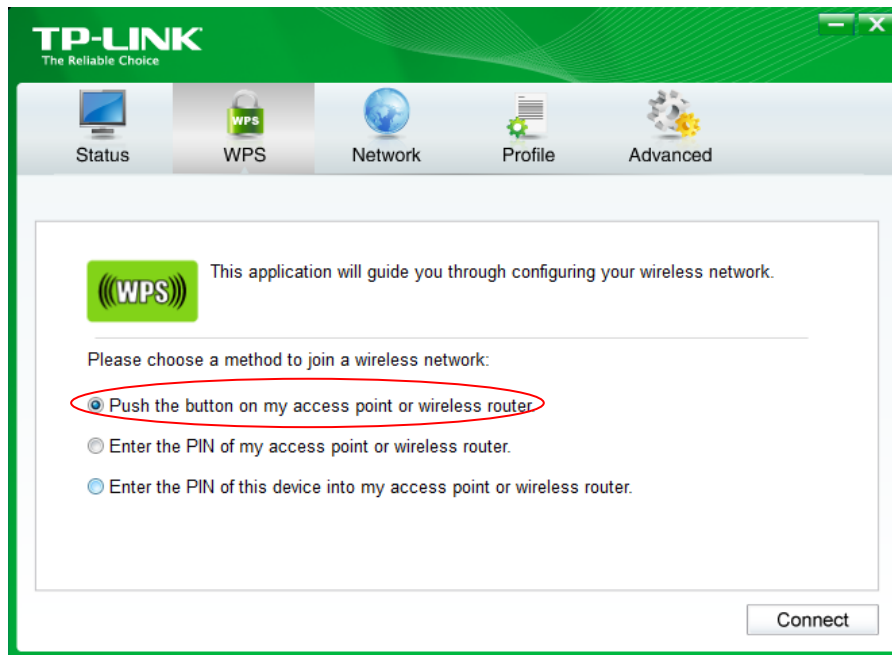 TP-LINK
The Reliable Choice
Status
WPS
WPS
Network
Profile
Advanced
(((WPS)))
This application will guide you through configuring your wireless network.
Please choose a method to join a wireless network:
Push the button on my access point or wireless router.
Enter the PIN of my access point or wireless router.
Enter the PIN of this device into my access point or wireless router.
Connect